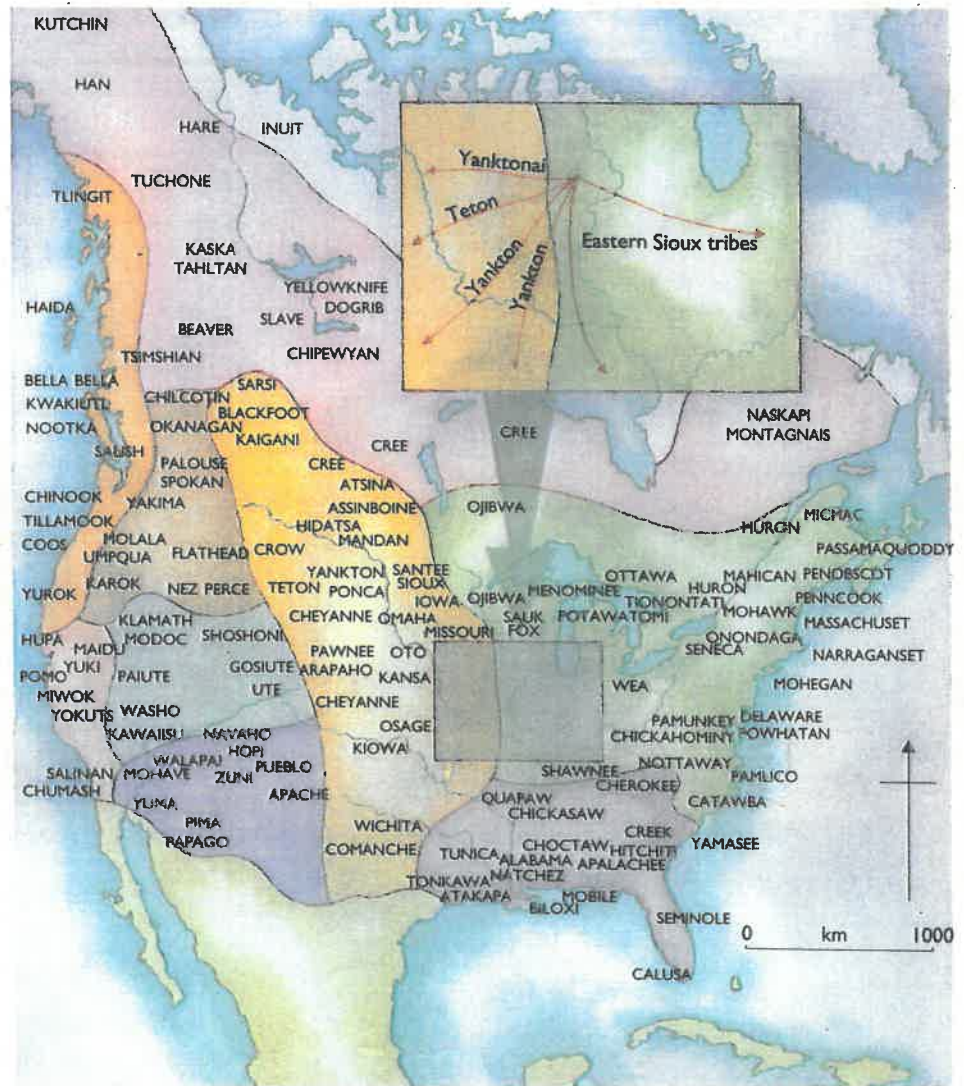 KUTCHIN
HAN
HARE
INUIT
TUCHONE
TLINGIT
KASKA
TAHLTAN
YELLOWKNIFE
DOGRIB
SLAVE
HAIDA
BEAVER
CHIPEWYAN
TSIMSHIAN
Yanktonai
Teton
Yankton
Yankton
Eastern Sioux tribes
BELLA BELLA
KWAKIUTL
NOOTKA
SALISH
CHILCOTIN
OKANAGAN
SARSI
BLACKFOOT
KAIGANI
CREE
CREE
CREE
NASKAPI
MONTAGNAIS
PALOUSE
SPOKAN
YAKIMA
ATSINA
ASSINBOINE
HIDATSA
MANDAN
OJIBWA
HURON
MICMAC
CHINOOK
TILLAMOOK
COOS
MOLALA
UMPQUA
FLATHEAD
CROW
PASSAMAQUODDY
YUROK
KAROK
NEZ PERCE
TETON
YANKTON
PONCA
SANTEE
SIOUX
IOWA
OJIBWA
MENOMINEE
OTTAWA
HURON
TIONONTATI
MAHICAN
MOHAWK
PENOBSCOT
PENNCOOK
MASSACHUSET
KLAMATH
MODOC
SHOSHONI
CHEYANNE
OMAHA
MISSOURI
SAUK
FOX
POTAWATOMI
ONONDAGA
SENECA
NARRAGANSET
HUPA
MAIDU
YUKI
POMO
PAIUTE
GOSIUTE
UTE
PAWNEE
ARAPAHO
OTO
KANSA
CHEYANNE
WEA
MOHEGAN
MIWOK
YOKUTS
WASHO
KAWAIISU
NAVAHO
HOPI
OSAGE
KIOWA
PAMUNKEY
CHICKAHOMINY
DELAWARE
POWHATAN
SALINAN
CHUMASH
WALAPAI
MOHAVE
ZUNI
PUEBLO
APACHE
YUMA
SHAWNEE
NOTTAWAY
CHEROKEE
PAMLICO
CATAWBA
QUAPAW
CHICKASAW
PIMA
PAPAGO
WICHITA
COMANCHE
TUNICA
CHOCTAW
ALABAMA
NATCHEZ
CREEK
HITCHITI
APALACHEE
YAMASEE
TONKAWA
ATAKAPA
BILOXI
MOBILE
SEMINOLE
CALUSA
0 km 1000